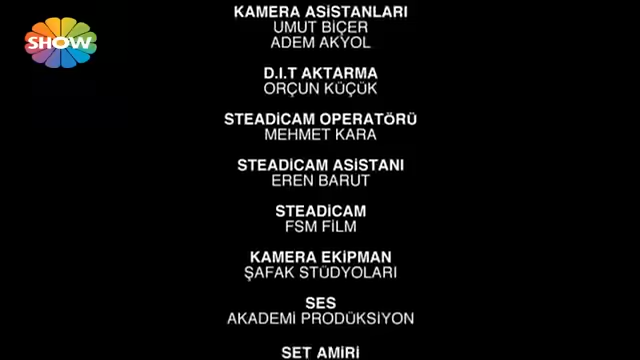 SHOW
KAMERA ASİSTANLARI
UMUT BİÇER
ADEM AKYOL
D.I.T AKTARMA
ORÇUN KÜÇÜK
STEADİCAM OPERATÖRÜ
MEHMET KARA
STEADİCAM ASİSTANI
EREN BARUT
STEADİCAM
FSM FİLM
KAMERA EKİPMAN
ŞAFAK STÜDYOLARI
SES
AKADEMİ PRODÜKSİYON
SET AMİRİ